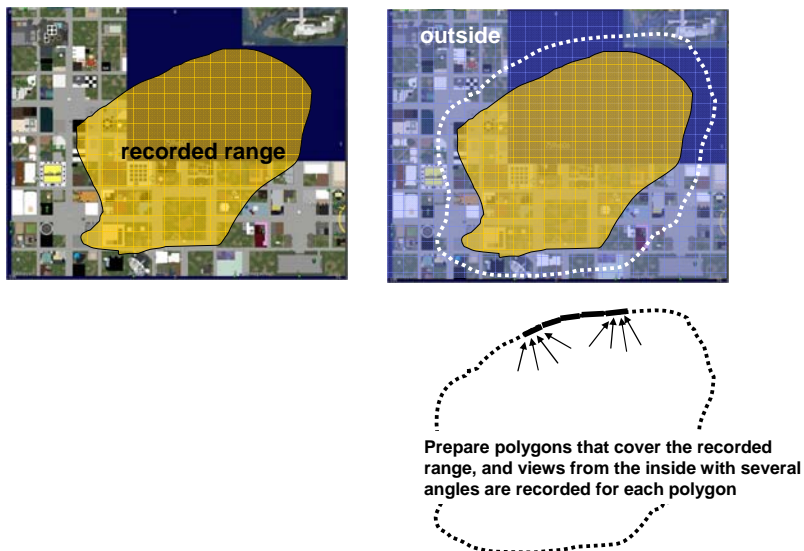 outside
recorded range
Prepare polygons that cover the recorded
range, and views from the inside with several
angles are recorded for each polygon